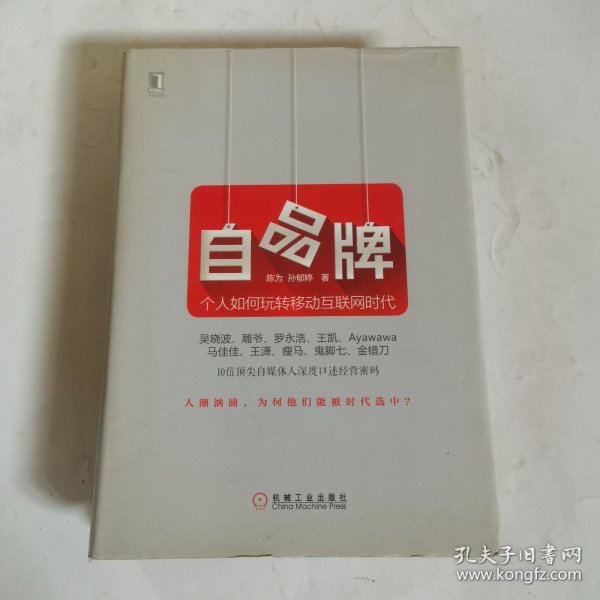 自品牌
陈为 孙郁婷 著
个人如何玩转移动互联网时代
吴晓波、雕爷、罗永浩、王凯、Ayawawa
马佳佳、王潇、瘦马、鬼脚七、金错刀
10位顶尖自媒体人深度口述经营密码
人潮汹涌，为何他们能被时代选中？
机械工业出版社
China Machine Press
孔夫子旧书网
www.kongfz.com